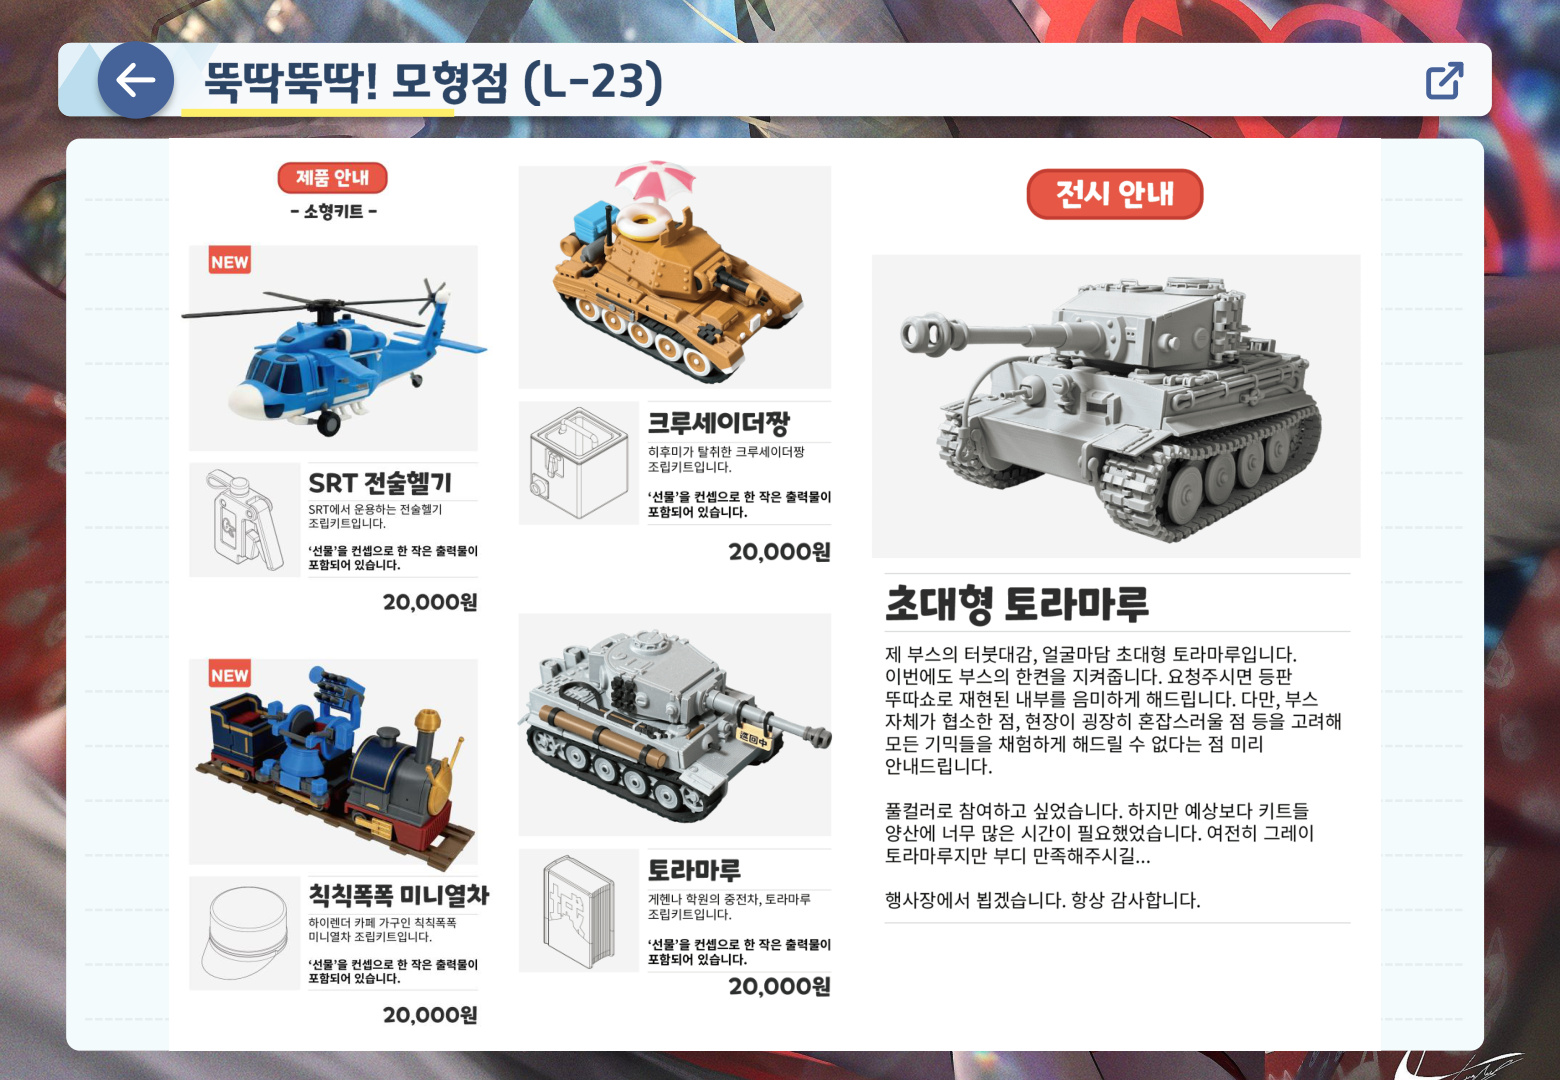 뚝딱뚝딱! 모형점 (L-23)
제품 안내
- 소형키트 -
NEW
SRT 전술헬기
SRT에서 운용하는 전술헬기
조립키트입니다.
‘선물’을 컨셉으로 한 작은 출력물이
포함되어 있습니다.
20,000원
NEW
칙칙폭폭 미니열차
하이렌더 카페 가구인 칙칙폭폭
미니열차 조립키트입니다.
‘선물’을 컨셉으로 한 작은 출력물이
포함되어 있습니다.
20,000원
크루세이더짱
히후미가 탈취한 크루세이더짱
조립키트입니다.
‘선물’을 컨셉으로 한 작은 출력물이
포함되어 있습니다.
20,000원
巡回中
토라마루
게헨나 학원의 중전차, 토라마루
조립키트입니다.
‘선물’을 컨셉으로 한 작은 출력물이
포함되어 있습니다.
20,000원
전시 안내
초대형 토라마루
제 부스의 터붓대감, 얼굴마담 초대형 토라마루입니다.
이번에도 부스의 한켠을 지켜줍니다. 요청주시면 등판
뚜따쇼로 재현된 내부를 음미하게 해드립니다. 다만, 부스
자체가 협소한 점, 현장이 굉장히 혼잡스러울 점 등을 고려해
모든 기믹들을 채험하게 해드릴 수 없다는 점 미리
안내드립니다.
풀컬러로 참여하고 싶었습니다. 하지만 예상보다 키트들
양산에 너무 많은 시간이 필요했었습니다. 여전히 그레이
토라마루지만 부디 만족해주시길...
행사장에서 뵙겠습니다. 항상 감사합니다.